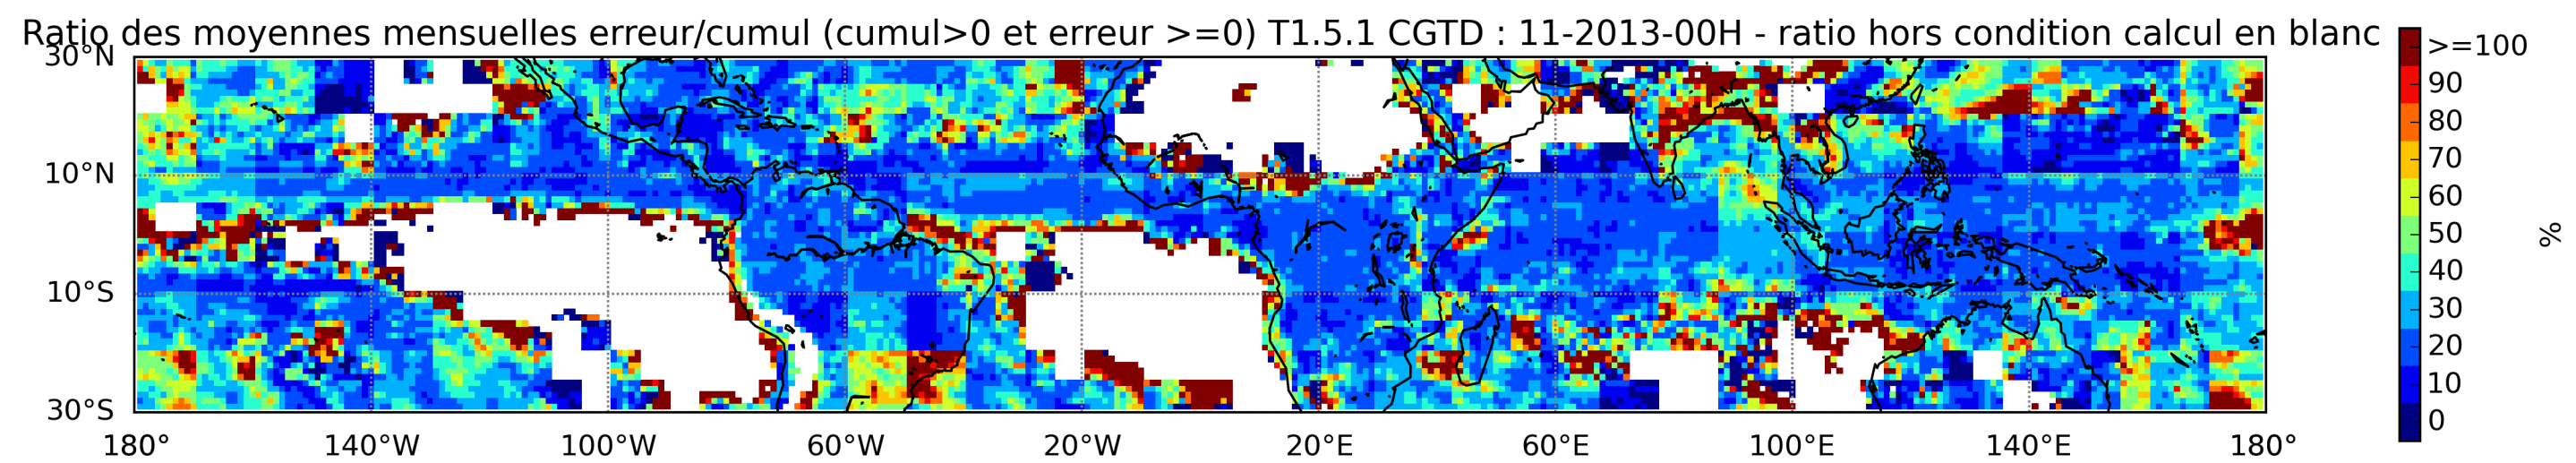 Ratio des moyennes mensuelles erreur/cumul (cumul>0 et erreur >=0) T1.5.1 CGTD : 11-2013-00H - ratio hors condition calcul en blanc
30°N
10°N
10°S
30°S
180°
140°W
100°W
60°W
20°W
20°E
60°E
100°E
140°E
180°
>=100
90
80
70
60
50
40
30
20
10
0
%